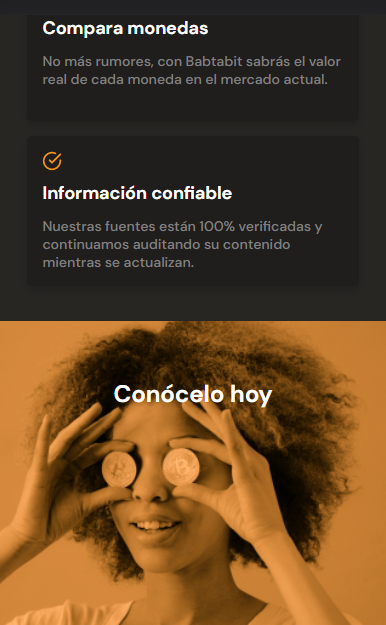 Compara monedas
No más rumores, con Babtabit sabrás el valor
real de cada moneda en el mercado actual.
Información confiable
Nuestras fuentes están 100% verificadas y
continuamos auditando su contenido
mientras se actualizan.
Conócelo hoy